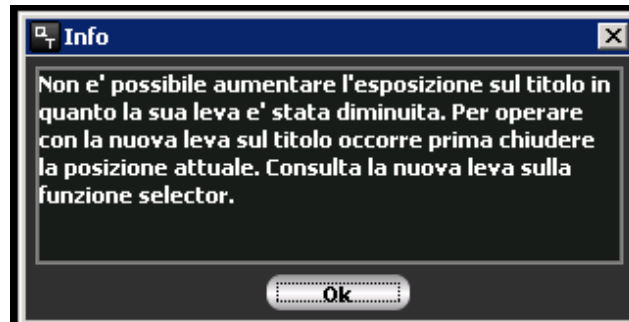 Info
Non e' possibile aumentare l'esposizione sul titolo in
quanto la sua leva e' stata diminuita. Per operare
con la nuova leva sul titolo occorre prima chiudere
la posizione attuale. Consulta la nuova leva sulla
funzione selector.
Ok